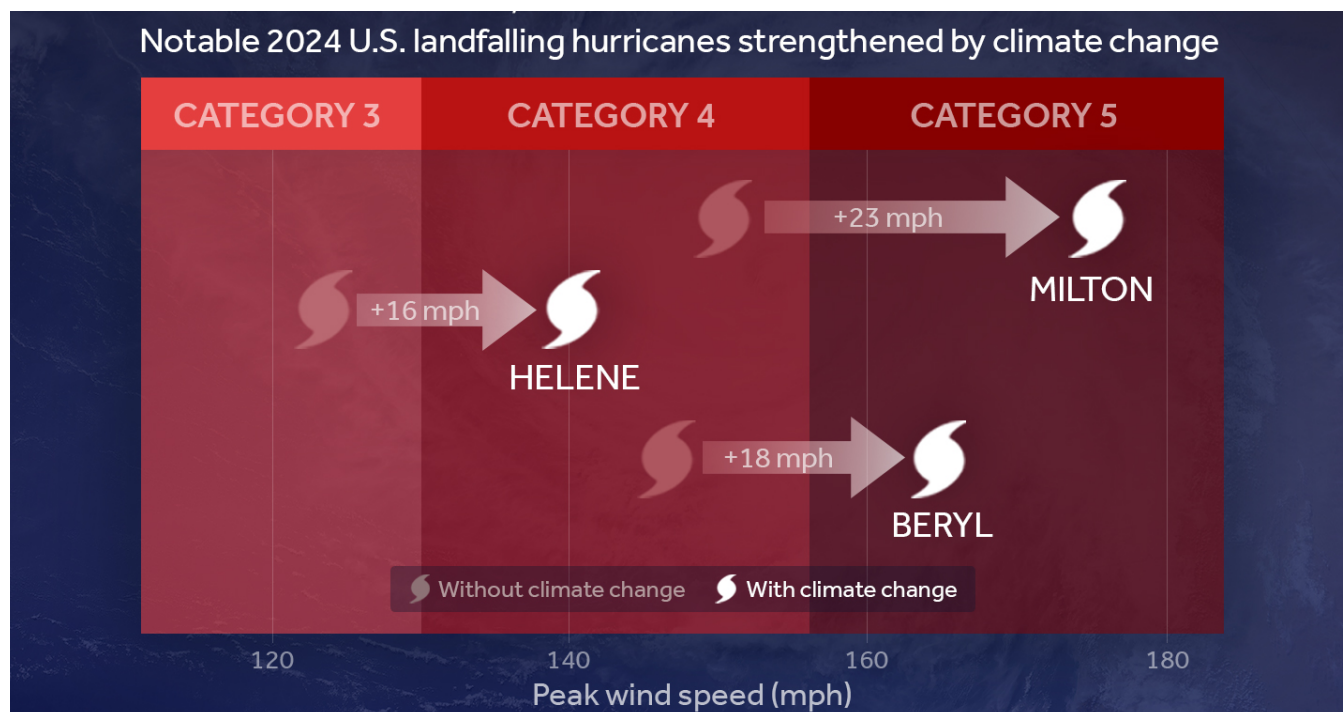 Notable 2024 U.S. landfalling hurricanes strengthened by climate change
CATEGORY 3 CATEGORY 4 CATEGORY 5
+23 mph
MILTON
+16 mph
HELENE
+18 mph
BERYL
Without climate change With climate change
120 140 160 180
Peak wind speed (mph)